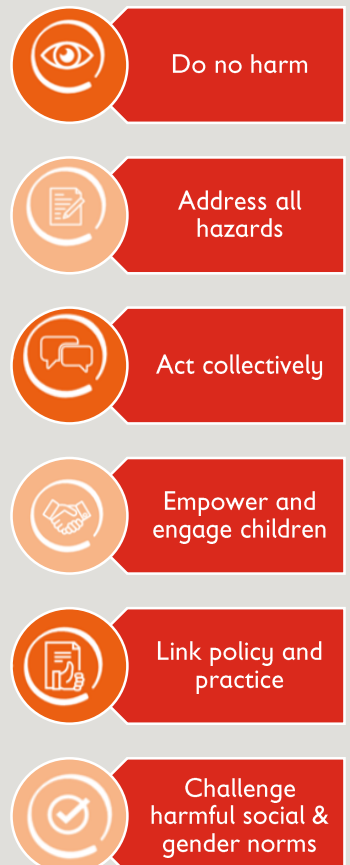 Do no harm
Address all
hazards
Act collectively
Empower and
engage children
Link policy and
practice
Challenge
harmful social &
gender norms